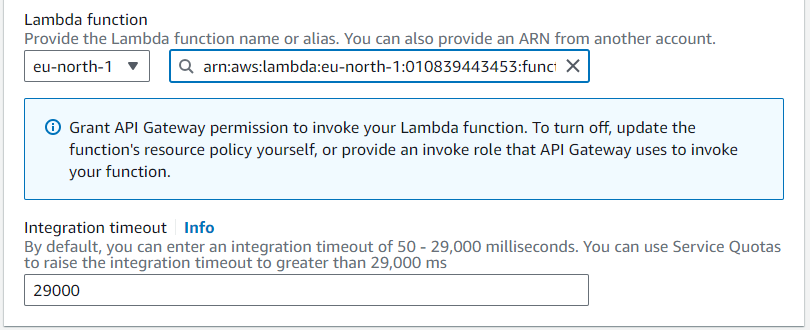 Lambda function
Provide the Lambda function name or alias. You can also provide an ARN from another account.
eu-north-1
arn:aws:lambda:eu-north-1:010839443453:funct
Grant API Gateway permission to invoke your Lambda function. To turn off, update the
function's resource policy yourself, or provide an invoke role that API Gateway uses to invoke
your function.
Integration timeout Info
By default, you can enter an integration timeout of 50 - 29,000 milliseconds. You can use Service Quotas
to raise the integration timeout to greater than 29,000 ms
29000